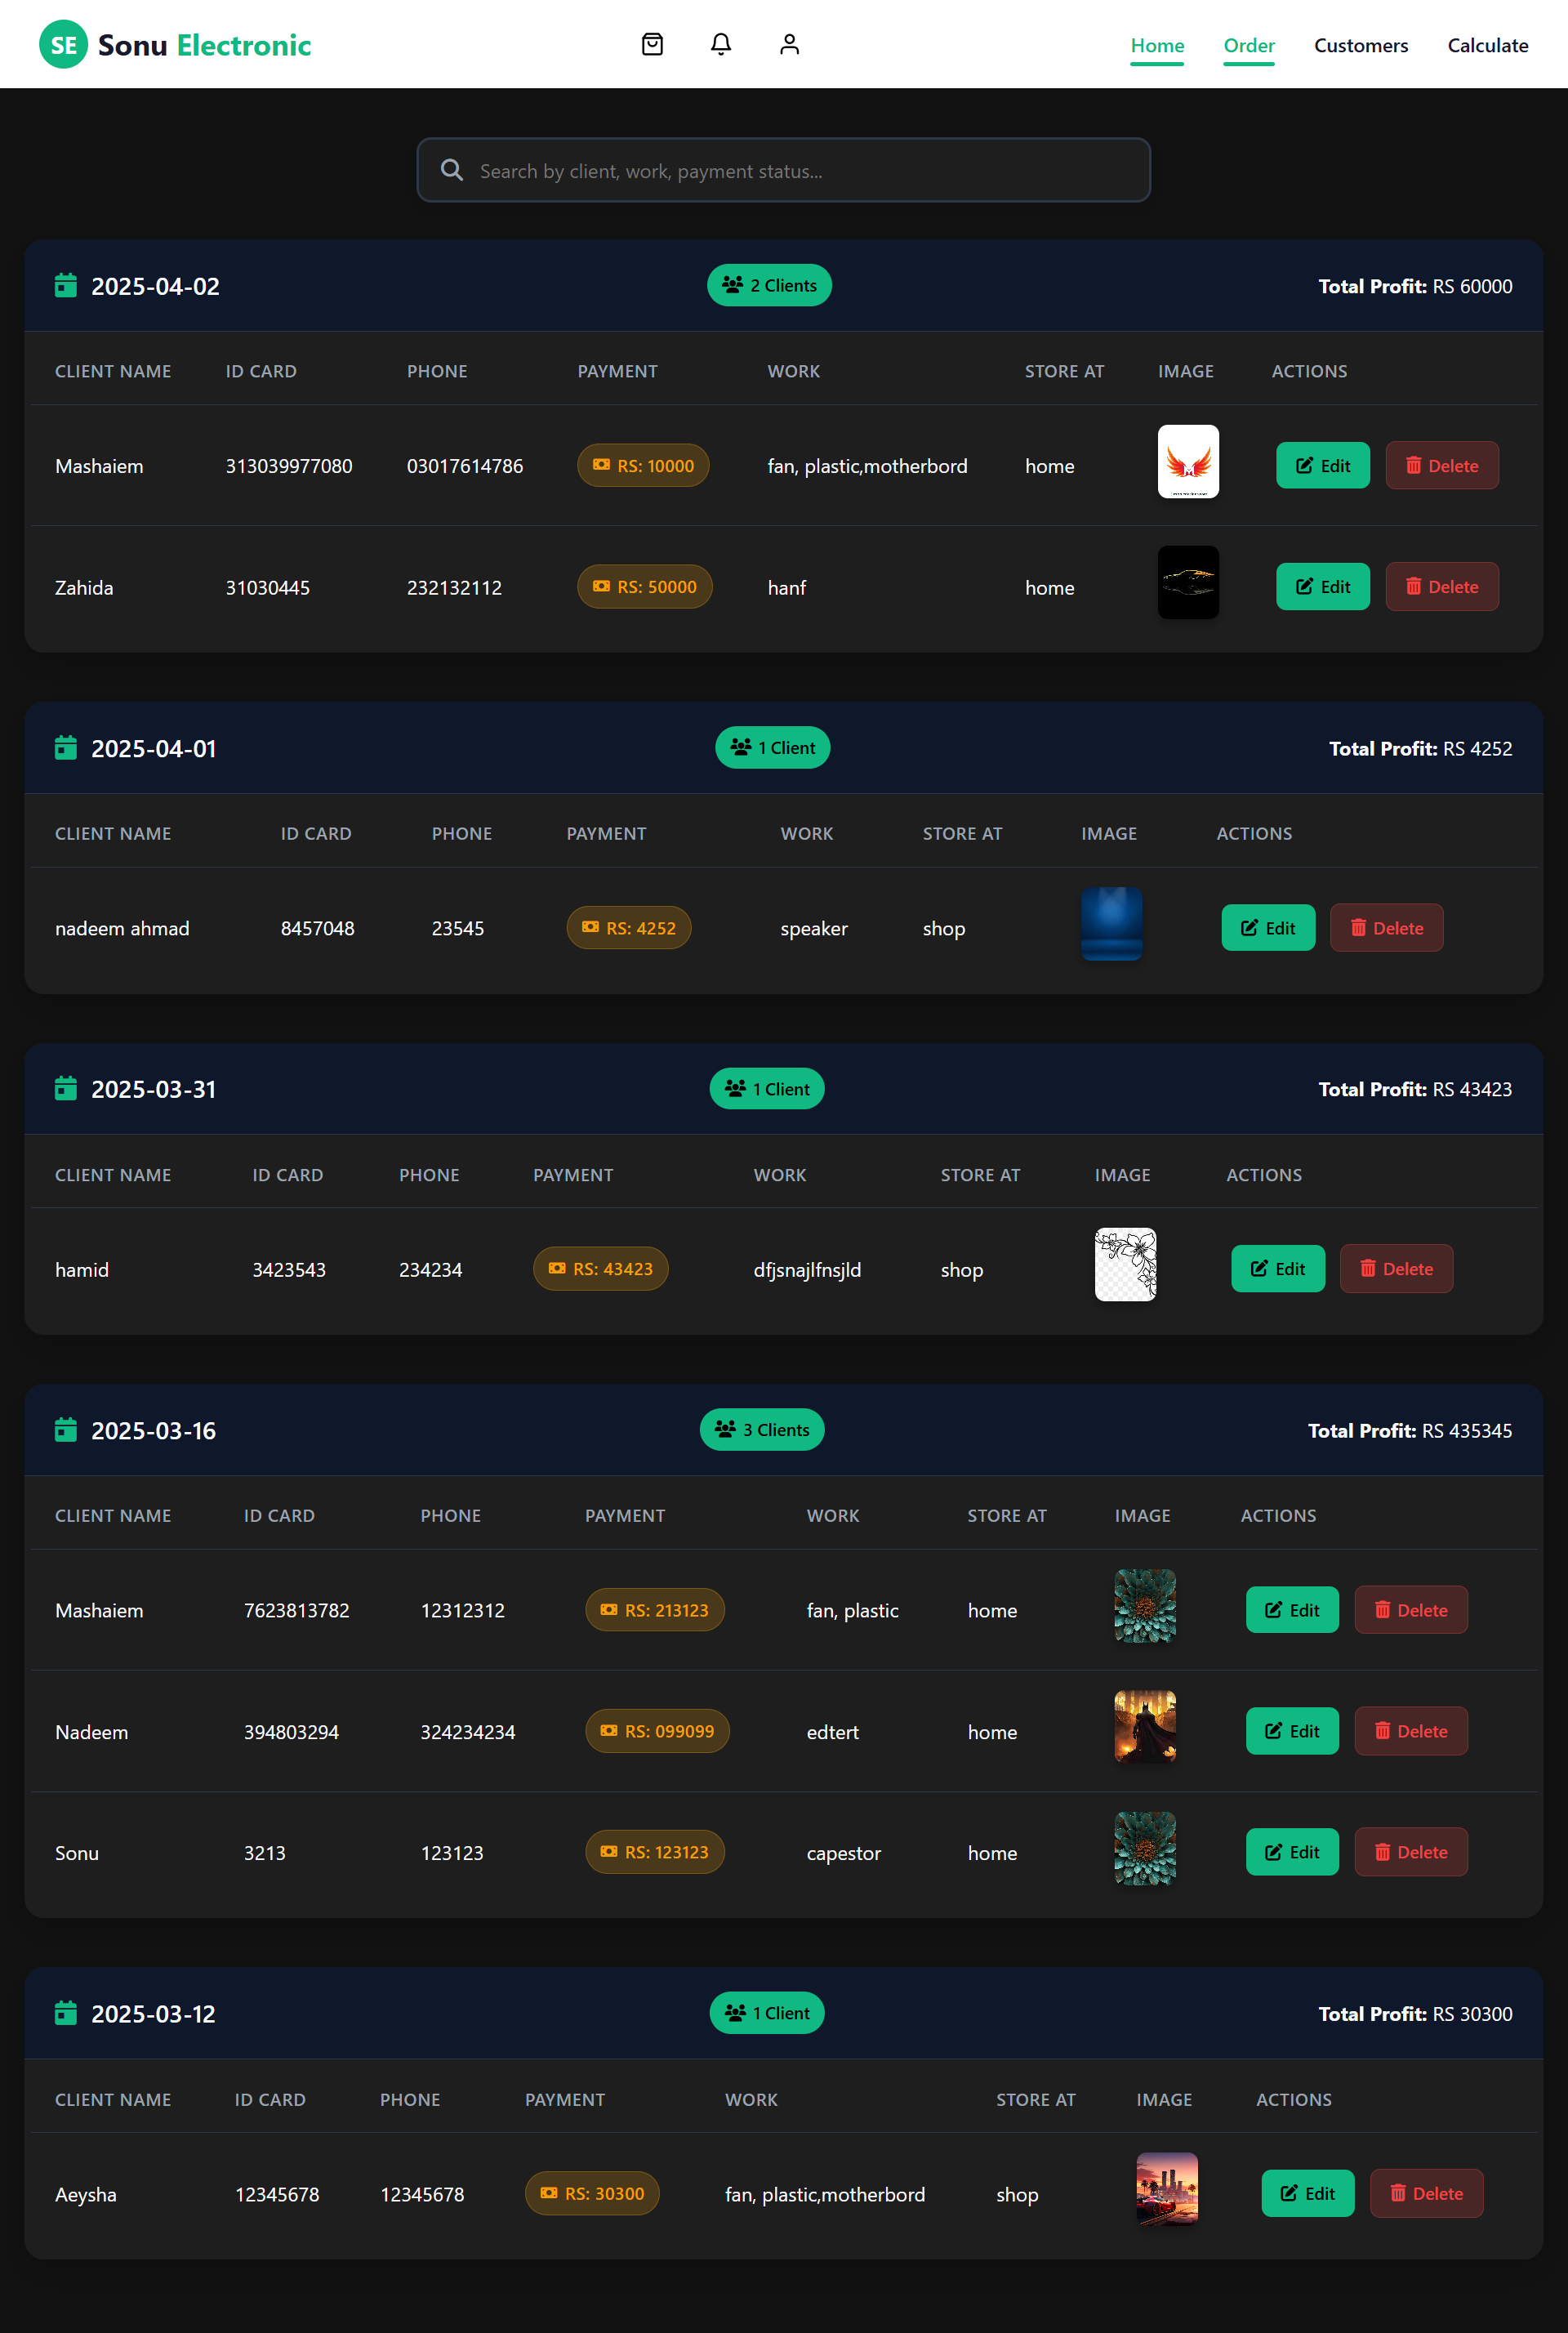 SE Sonu Electronic Home Order Customers Calculate
Search by client, work, payment status...
2025-04-02 2 Clients Total Profit: RS 60000
CLIENT NAME ID CARD PHONE PAYMENT WORK STORE AT IMAGE ACTIONS
Mashaiem 313039977080 03017614786 RS: 10000 fan, plastic,motherbord home Edit Delete
Zahida 31030445 232132112 RS: 50000 hanf home Edit Delete
2025-04-01 1 Client Total Profit: RS 4252
CLIENT NAME ID CARD PHONE PAYMENT WORK STORE AT IMAGE ACTIONS
nadeem ahmad 8457048 23545 RS: 4252 speaker shop Edit Delete
2025-03-31 1 Client Total Profit: RS 43423
CLIENT NAME ID CARD PHONE PAYMENT WORK STORE AT IMAGE ACTIONS
hamid 3423543 234234 RS: 43423 dfjsnajlfnsjld shop Edit Delete
2025-03-16 3 Clients Total Profit: RS 435345
CLIENT NAME ID CARD PHONE PAYMENT WORK STORE AT IMAGE ACTIONS
Mashaiem 7623813782 12312312 RS: 213123 fan, plastic home Edit Delete
Nadeem 394803294 324234234 RS: 099099 edtert home Edit Delete
Sonu 3213 123123 RS: 123123 capestor home Edit Delete
2025-03-12 1 Client Total Profit: RS 30300
CLIENT NAME ID CARD PHONE PAYMENT WORK STORE AT IMAGE ACTIONS
Aeysha 12345678 12345678 RS: 30300 fan, plastic,motherbord shop Edit Delete